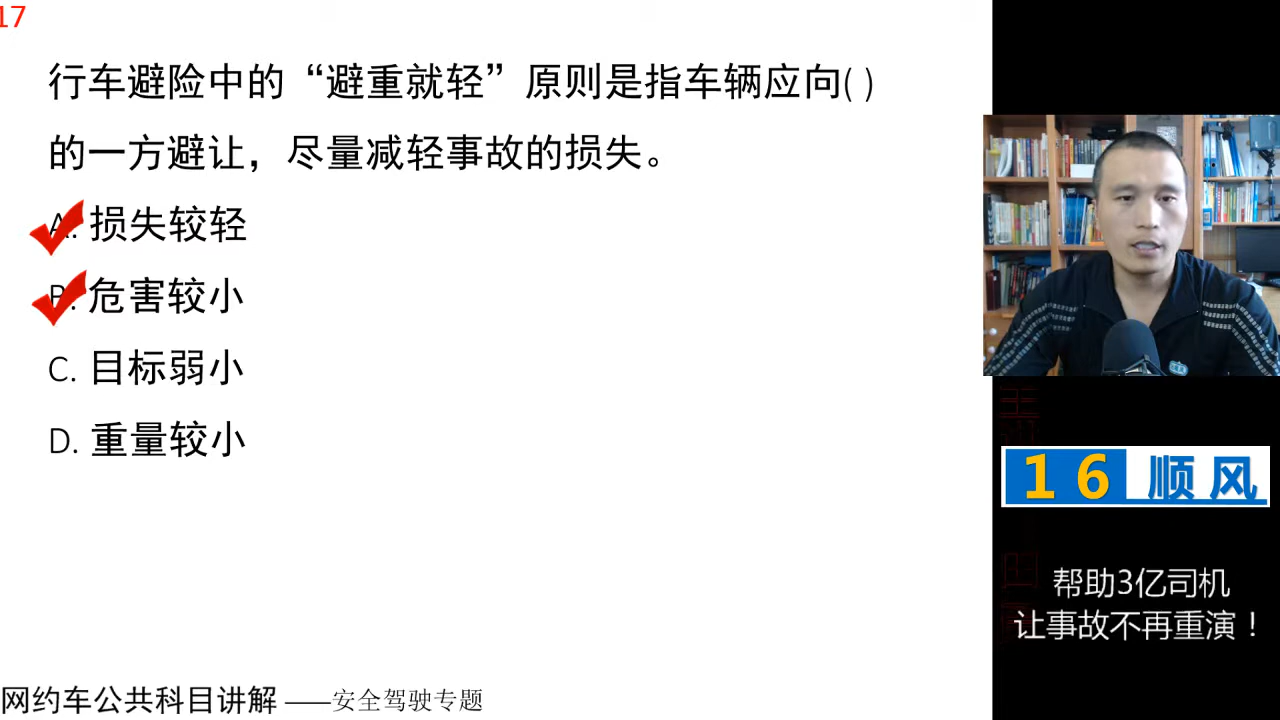 17
行车避险中的“避重就轻”原则是指车辆应向( )
的一方避让，尽量减轻事故的损失。
A. 损失较轻
B. 危害较小
C. 目标弱小
D. 重量较小
16 顺风
帮助3亿司机
让事故不再重演！
网约车公共科目讲解 ——安全驾驶专题